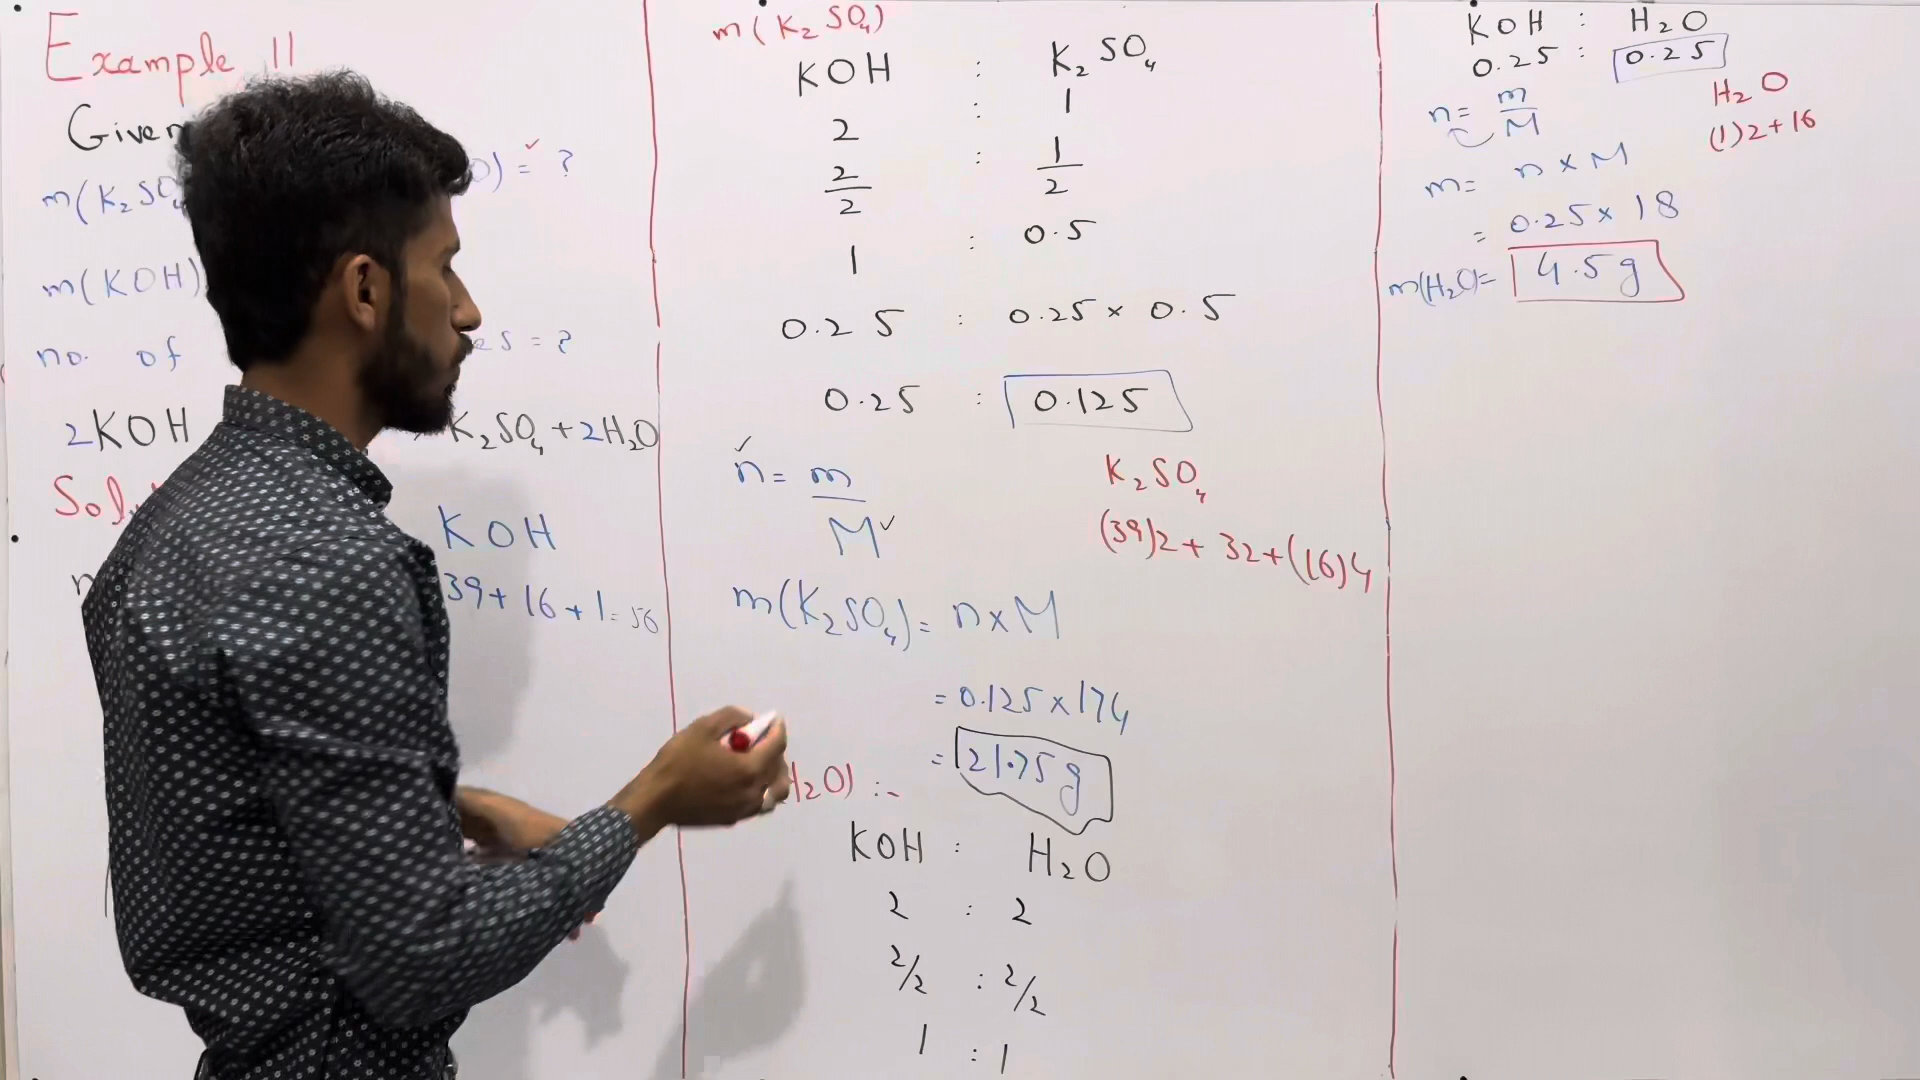 Example 11
Given
m(K₂SO₄ ) = ?
m(KOH)
no. of es = ?
2KOH K₂SO₄ + 2H₂O
Sol
n
KOH
39 + 16 + 1 = 56
m(K₂SO₄)
KOH : K₂SO₄
2 : 1
2/2 : 1/2
1 : 0.5
0.25 : 0.25 × 0.5
0.25 : 0.125
n = m/M
K₂SO₄
(39)2 + 32 + (16)4
m(K₂SO₄) = n × M
= 0.125 × 174
= 21.75 g
H₂O) :-
KOH : H₂O
2 : 2
2/2 : 2/2
1 : 1
KOH : H₂O
0.25 : 0.25
n = m/M
H₂O
(1)2 + 16
m = n × M
= 0.25 × 18
m(H₂O) = 4.5 g